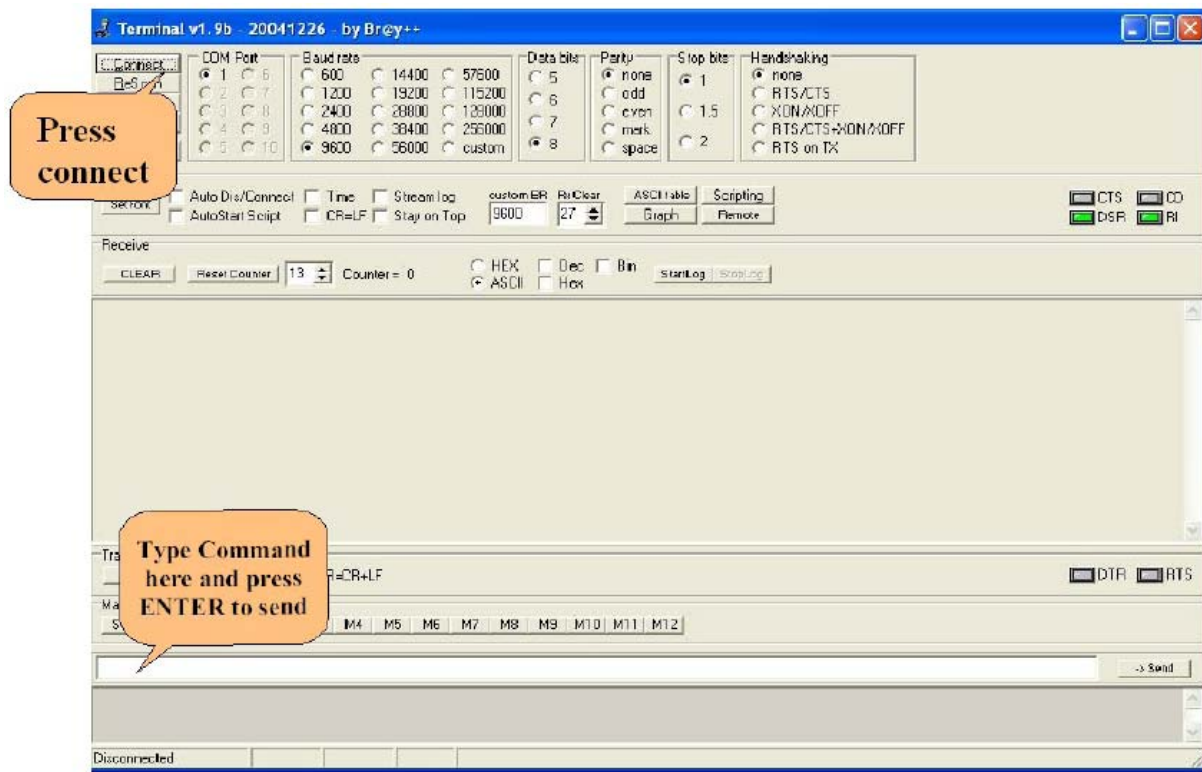 Terminal v1.9b - 20041226 - by Br@y++
Connect
COM Port
Baud rate
Data bits
Parity
Stop bits
Handshaking
1 6
600 14400 57600
5
none
1
none
2 7
1200 19200 115200
6
odd
RTS/CTS
3 8
2400 28800 128000
7
even
1.5
XON/XOFF
4 9
4800 38400 256000
8
mark
2
RTS/CTS+XON/XOFF
5 10
9600 56000 custom
space
RTS on TX
Press
connect
Set font
Auto Dis/Connect Time Stream log
AutoStart Script CR=LF Stay on Top
custom BR Rx Clear
9600 27
ASCII table Scripting
Graph Remote
CTS CD
DSR RI
Receive
CLEAR Reset Counter 13 Counter = 0
HEX Dec Bin
ASCII Hex
StartLog StopLog
Type Command
here and press
ENTER to send
=CR+LF
DTR RTS
M4 M5 M6 M7 M8 M9 M10 M11 M12
-> Send
Disconnected